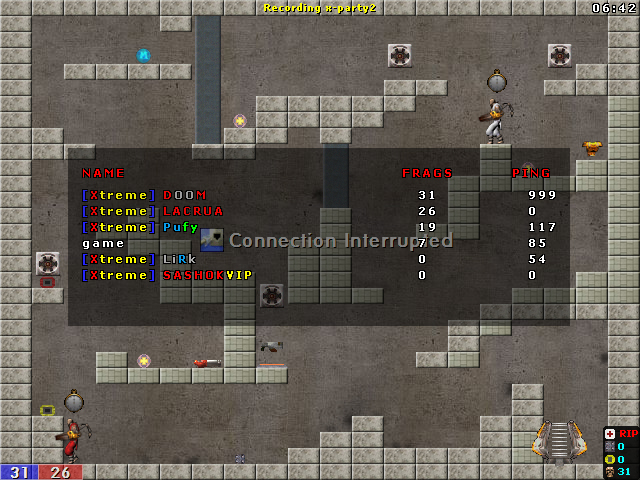 Recording x-party2
06:42
NAME FRAGS PING
[Xtreme] DOOM 31 999
[Xtreme] LACRUA 26 0
[Xtreme] Pufy 19 117
Connection Interrupted
game 7 85
[Xtreme] LiRk 0 54
[Xtreme] SASHOKVIP 0 0
RIP
0
0
31
31 26